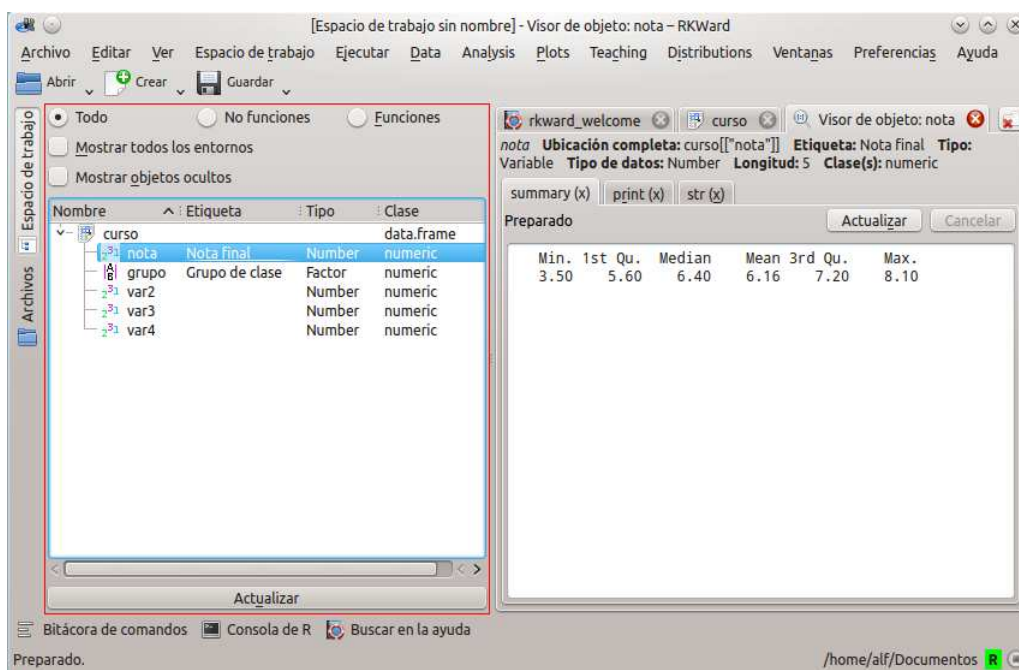 [Espacio de trabajo sin nombre] - Visor de objeto: nota – RKWard
Archivo Editar Ver Espacio de trabajo Ejecutar Data Analysis Plots Teaching Distributions Ventanas Preferencias Ayuda
Abrir Crear Guardar
Espacio de trabajo
Archivos
Todo No funciones Funciones
Mostrar todos los entornos
Mostrar objetos ocultos
Nombre Etiqueta Tipo Clase
curso data.frame
nota Nota final Number numeric
grupo Grupo de clase Factor numeric
var2 Number numeric
var3 Number numeric
var4 Number numeric
Actualizar
rkward_welcome curso Visor de objeto: nota
nota Ubicación completa: curso[["nota"]] Etiqueta: Nota final Tipo:
Variable Tipo de datos: Number Longitud: 5 Clase(s): numeric
summary (x) print (x) str (x)
Preparado Actualizar Cancelar
Min. 1st Qu. Median Mean 3rd Qu. Max.
3.50 5.60 6.40 6.16 7.20 8.10
Bitácora de comandos Consola de R Buscar en la ayuda
Preparado. /home/alf/Documentos R